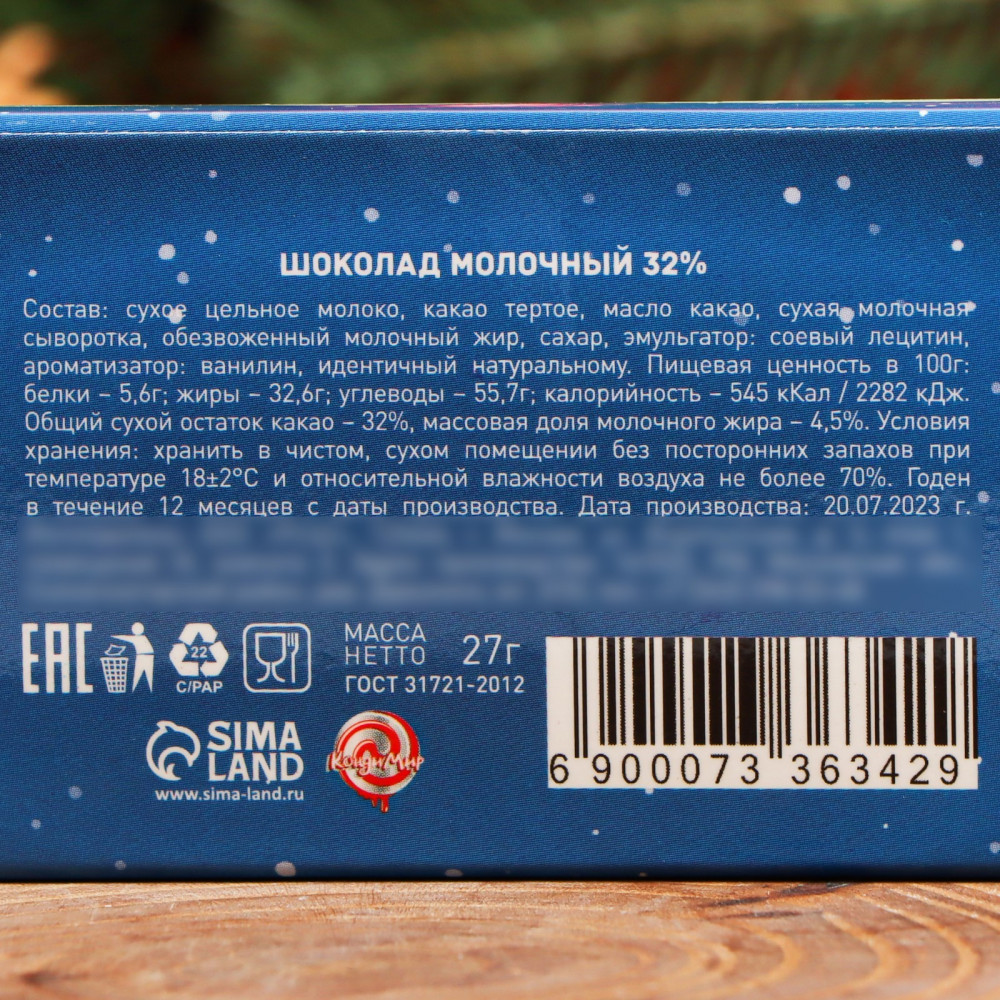 ШОКОЛАД МОЛОЧНЫЙ 32%
Состав: сухое цельное молоко, какао тертое, масло какао, сухая молочная
сыворотка, обезвоженный молочный жир, сахар, эмульгатор: соевый лецитин,
ароматизатор: ванилин, идентичный натуральному. Пищевая ценность в 100г:
белки – 5,6г; жиры – 32,6г; углеводы – 55,7г; калорийность – 545 кКал / 2282 кДж.
Общий сухой остаток какао – 32%, массовая доля молочного жира – 4,5%. Условия
хранения: хранить в чистом, сухом помещении без посторонних запахов при
температуре 18±2°С и относительной влажности воздуха не более 70%. Годен
в течение 12 месяцев с даты производства. Дата производства: 20.07.2023 г.
EAC
22
C/PAP
МАССА
НЕТТО 27г
ГОСТ 31721-2012
SIMA
LAND
www.sima-land.ru
КондиМир
6 900073 363429